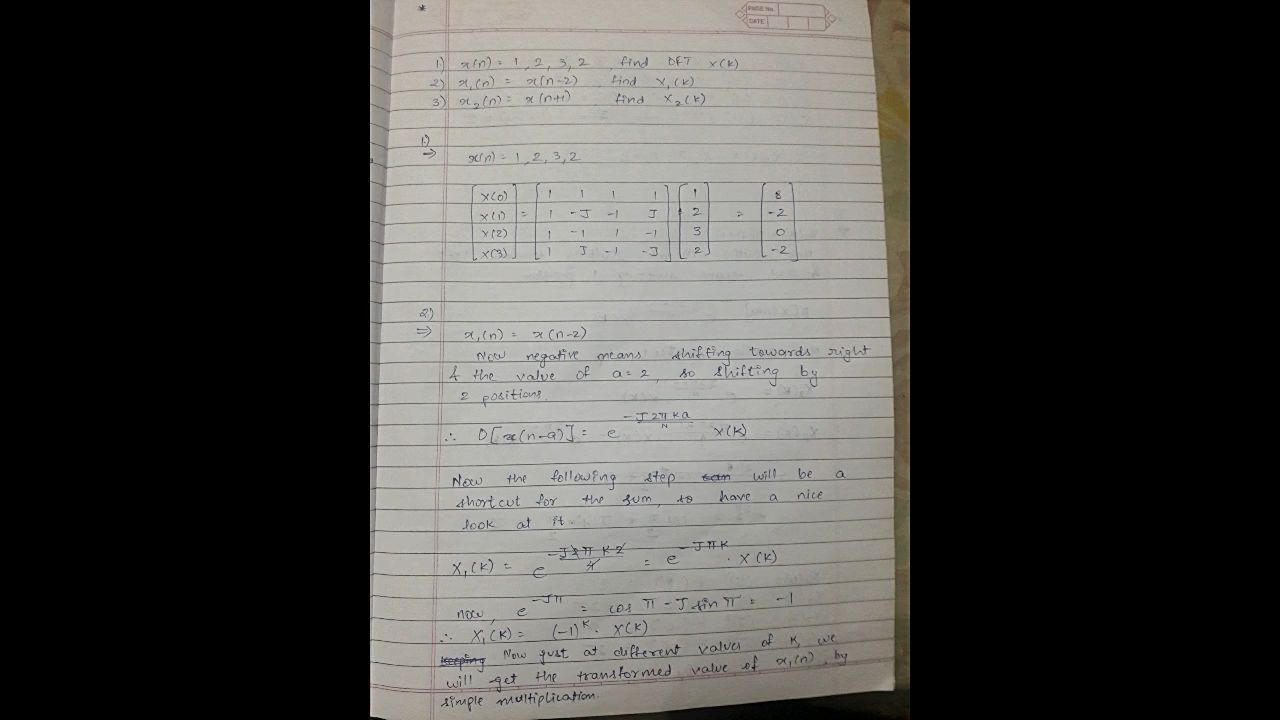 *
PAGE No.
DATE
1) x(n) = 1, 2, 3, 2 find DFT X(K)
2) x₁(n) = x(n-2) find X₁(K)
3) x₂(n) = x(n+1) find X₂(K)
1)
⇒ x(n) = 1, 2, 3, 2
[X(0)] [1 1 1 1] [1] [8]
[X(1)] = [1 -J -1 J] [2] = [-2]
[X(2)] [1 -1 1 -1] [3] [0]
[X(3)] [1 J -1 -J] [2] [-2]
2)
⇒ x₁(n) = x(n-2)
Now negative means shifting towards right
& the value of a=2, so shifting by
2 positions.
∴ D[x(n-a)] = e^(-J2πKa/N) X(K)
Now the following step will be a
shortcut for the sum, so have a nice
look at it.
X₁(K) = e^(-J2πK2/4) = e^(-JπK) · X(K)
now, e^(-Jπ) = cos π - J sin π = -1
∴ X₁(K) = (-1)^K · X(K)
keeping Now just at different values of K, we
will get the transformed value of x₁(n), by
simple multiplication.